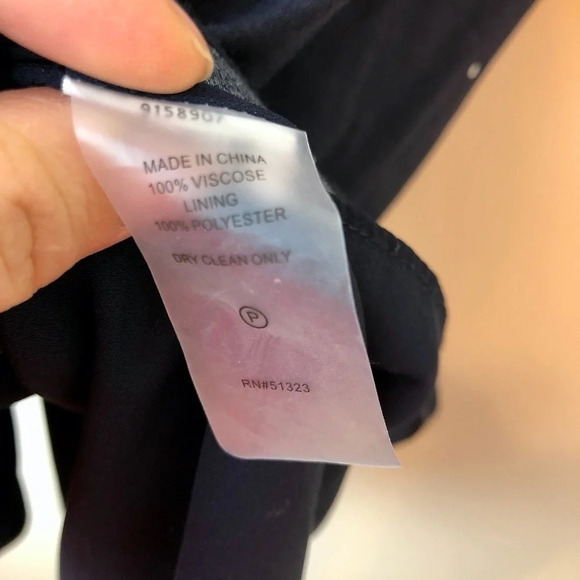 9158907
MADE IN CHINA
100% VISCOSE
LINING
100% POLYESTER
DRY CLEAN ONLY
P
RN#51323